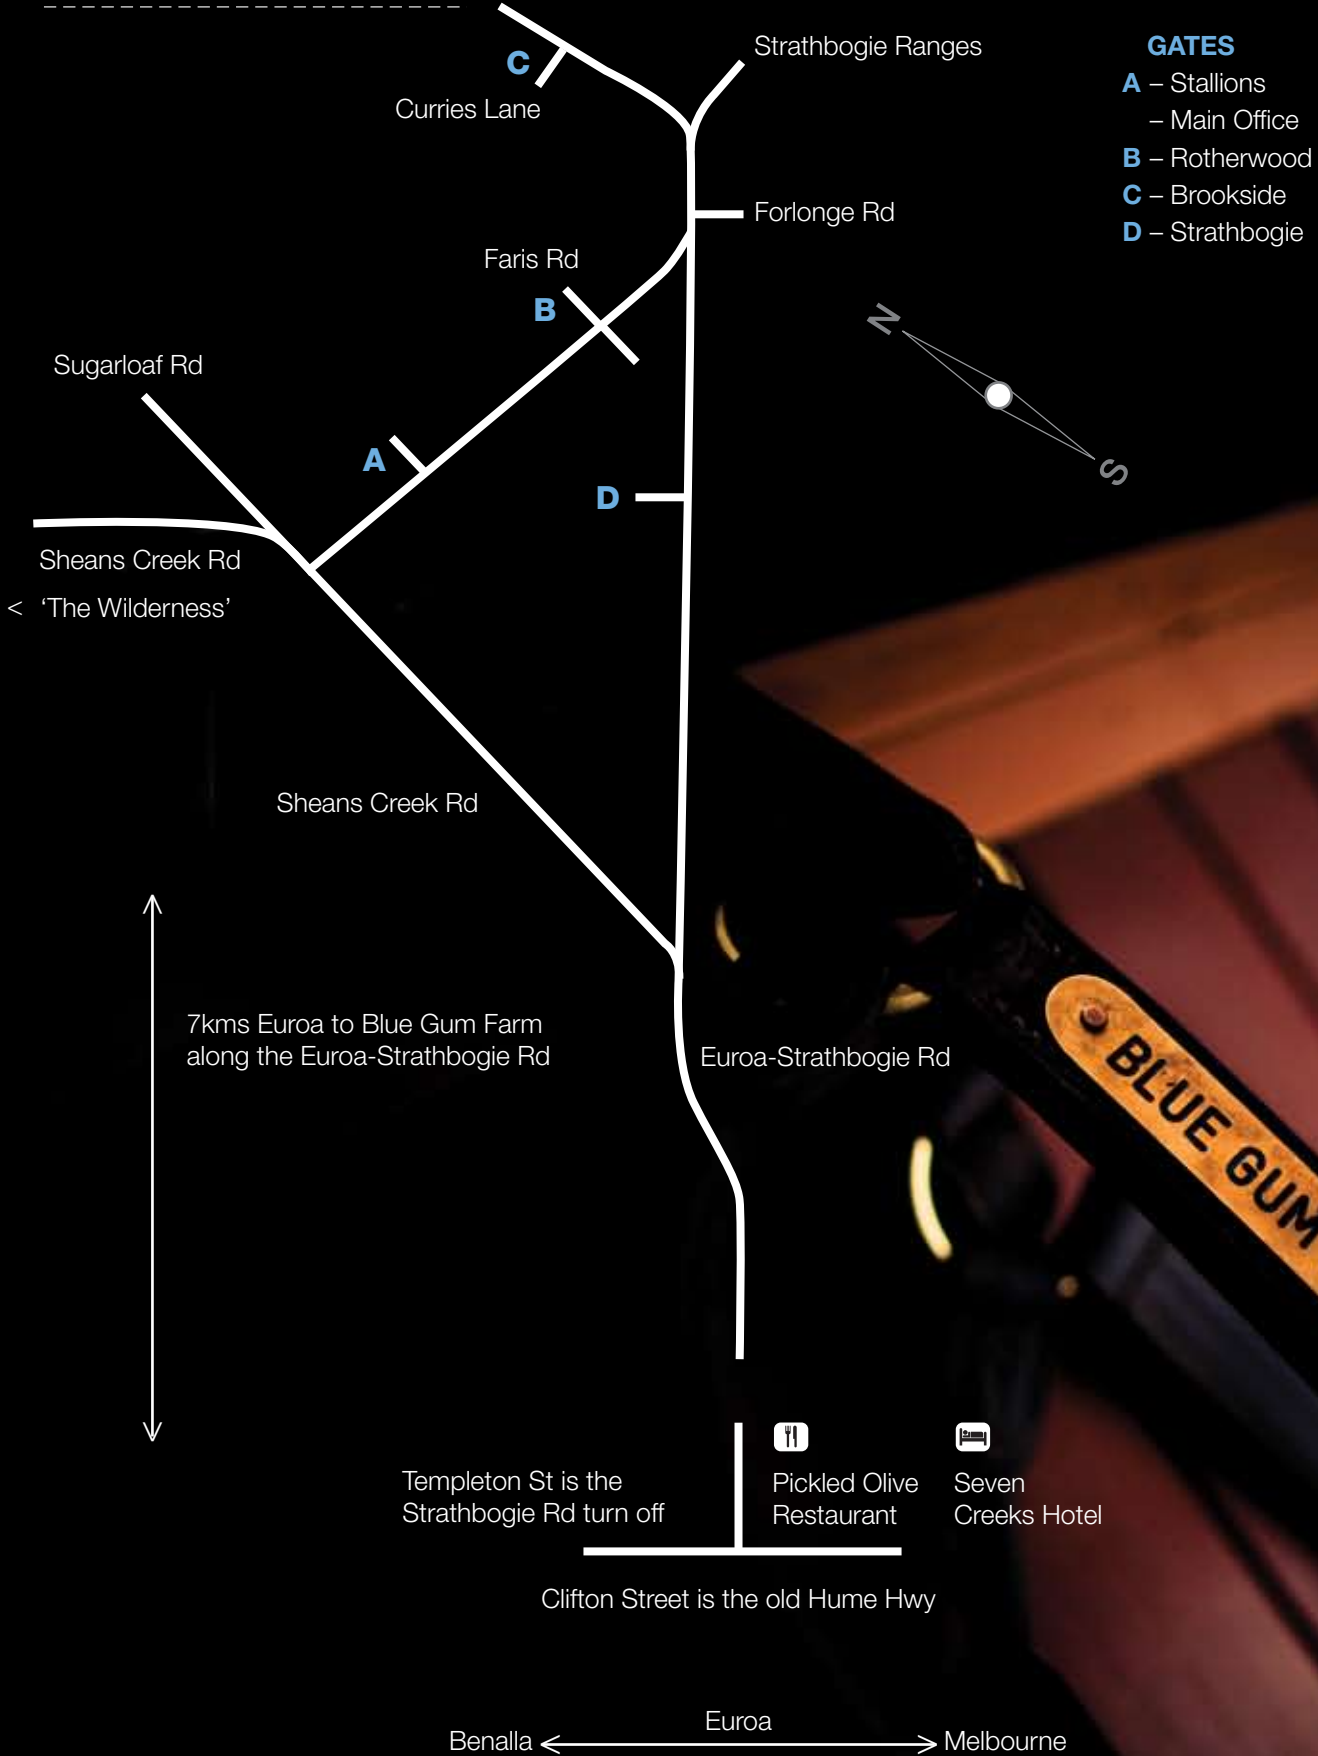 Strathbogie Ranges
C
Curries Lane
GATES
A – Stallions
– Main Office
B – Rotherwood
C – Brookside
D – Strathbogie
Forlonge Rd
Faris Rd
B
N
S
Sugarloaf Rd
A
D
Sheans Creek Rd
< ‘The Wilderness’
Sheans Creek Rd
7kms Euroa to Blue Gum Farm
along the Euroa-Strathbogie Rd
Euroa-Strathbogie Rd
BLUE GUM
Templeton St is the
Strathbogie Rd turn off
Pickled Olive
Restaurant
Seven
Creeks Hotel
Clifton Street is the old Hume Hwy
Euroa
Benalla
Melbourne